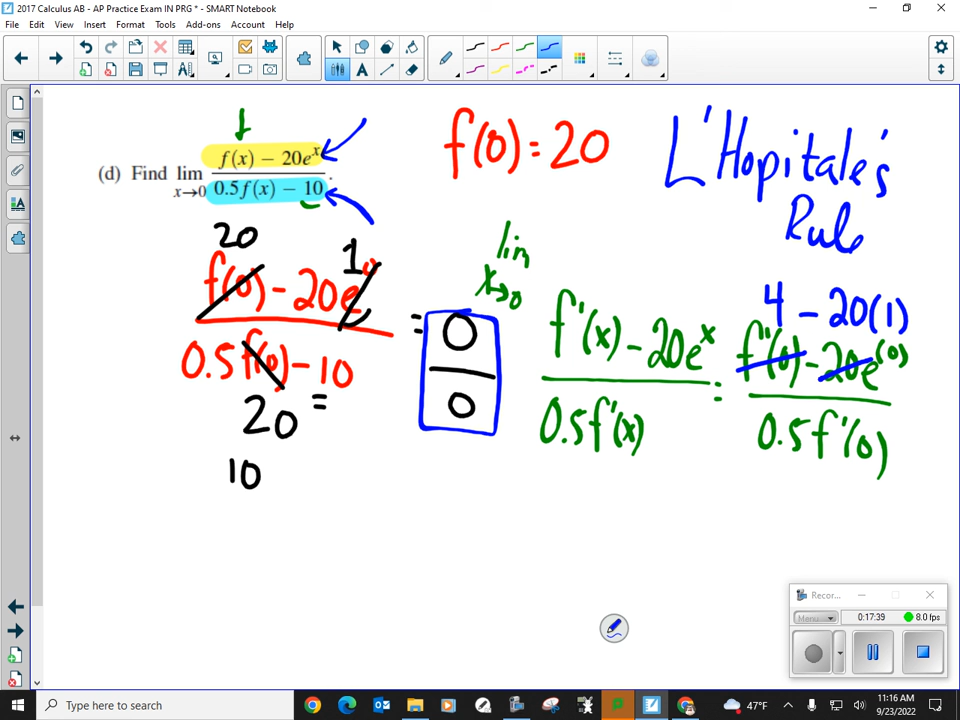 2017 Calculus AB - AP Practice Exam IN PRG * - SMART Notebook
File Edit View Insert Format Tools Add-ons Account Help
f(0) = 20
L'Hopitale's
Rule
(d) Find lim x→0 f(x) − 20e^x / 0.5f(x) − 10 .
20
1
f(0) - 20e^0
0.5f(0) - 10
=
20
10
= 0
0
lim
x→0
f'(x) - 20e^x
0.5f'(x)
=
4 - 20(1)
f'(0) - 20e^(0)
0.5f'(0)
Recor...
Menu...
0:17:39
8.0 fps
Type here to search
47°F
11:16 AM
9/23/2022